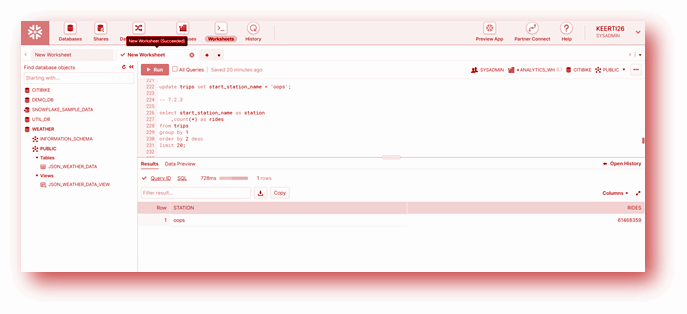 Databases
Shares
Worksheets
History
Preview App
Partner Connect
Help
KEERTI26
SYSADMIN
New Worksheet (Succeeded)
New Worksheet
New Worksheet
Find database objects
Starting with...
CITIBIKE
DEMO_DB
SNOWFLAKE_SAMPLE_DATA
UTIL_DB
WEATHER
INFORMATION_SCHEMA
PUBLIC
Tables
JSON_WEATHER_DATA
Views
JSON_WEATHER_DATA_VIEW
Run
All Queries
Saved 20 minutes ago
SYSADMIN
ANALYTICS_WH
CITIBIKE
PUBLIC
221
222 update trips set start_station_name = 'oops';
223
224 -- 7.2.3
225
226 select start_station_name as station
227 ,count(*) as rides
228 from trips
229 group by 1
230 order by 2 desc
231 limit 20;
232
Results
Data Preview
Open History
Query ID
SQL
728ms
1 rows
Filter result...
Copy
Columns
Row
STATION
RIDES
1
oops
61468359